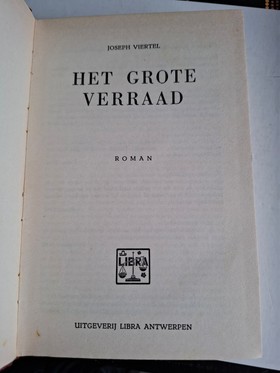 JOSEPH VIERTEL
HET GROTE
VERRAAD
ROMAN
LIBRA
UITGEVERIJ LIBRA ANTWERPEN